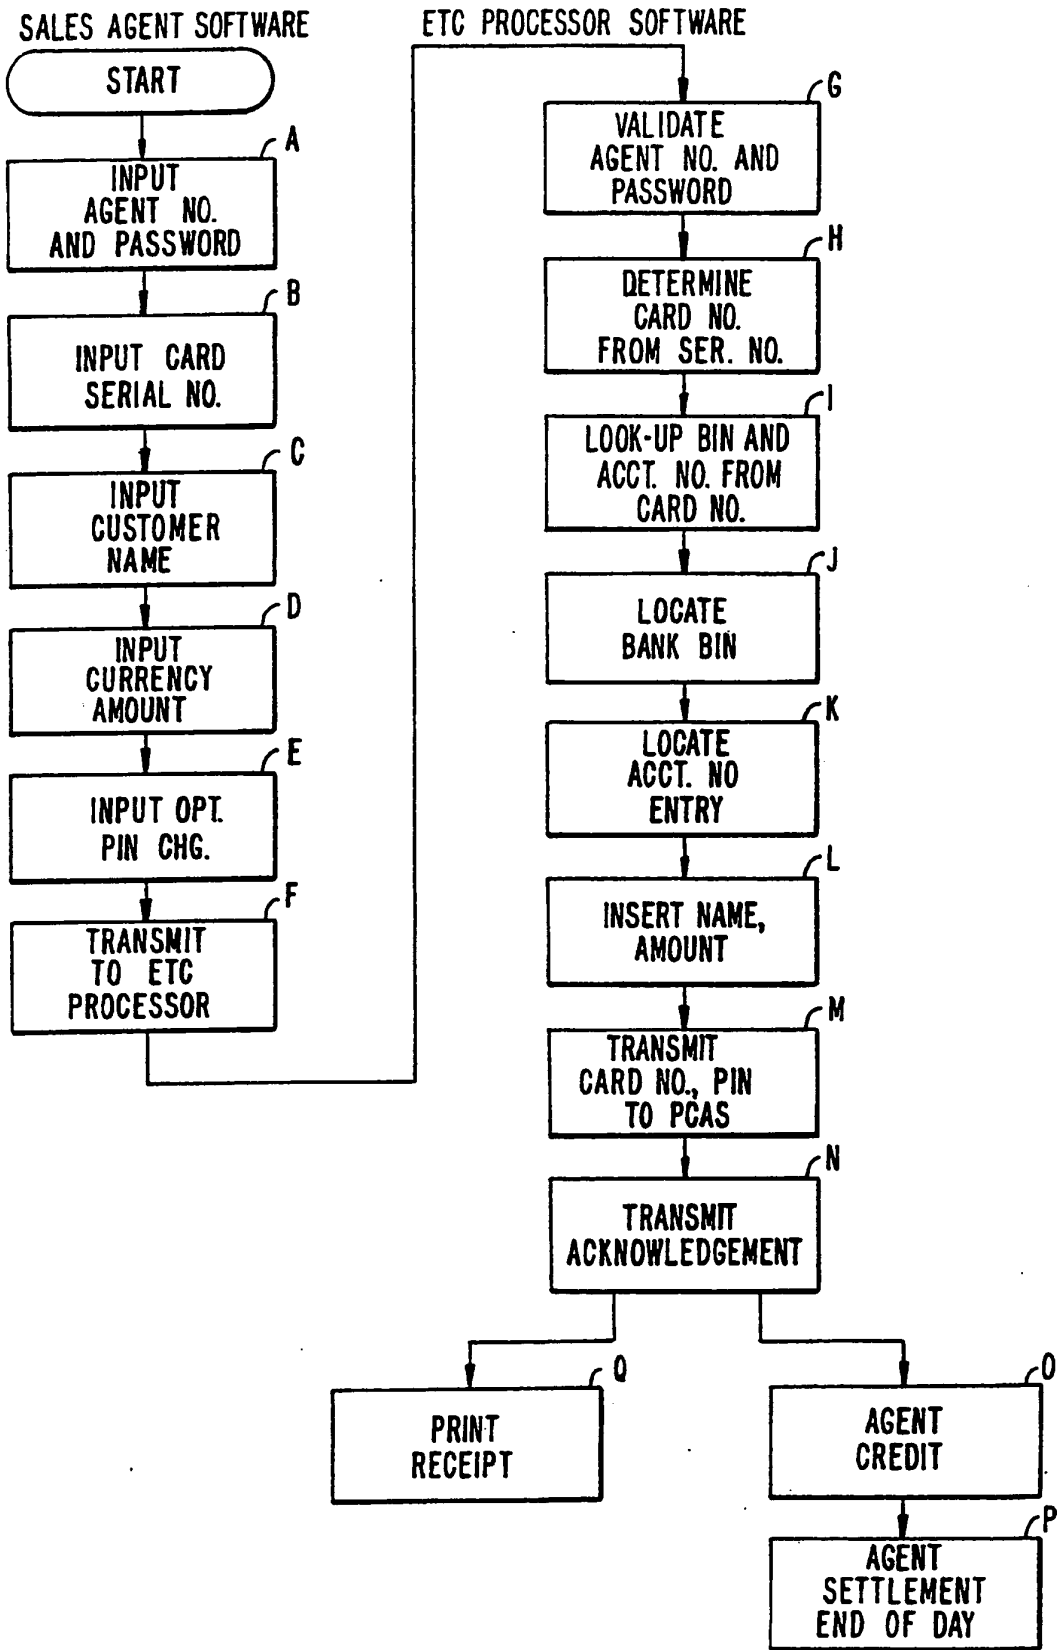 SALES AGENT SOFTWARE
START
A
INPUT
AGENT NO.
AND PASSWORD
B
INPUT CARD
SERIAL NO.
C
INPUT
CUSTOMER
NAME
D
INPUT
CURRENCY
AMOUNT
E
INPUT OPT.
PIN CHG.
F
TRANSMIT
TO ETC
PROCESSOR
ETC PROCESSOR SOFTWARE
G
VALIDATE
AGENT NO. AND
PASSWORD
H
DETERMINE
CARD NO.
FROM SER. NO.
I
LOOK-UP BIN AND
ACCT. NO. FROM
CARD NO.
J
LOCATE
BANK BIN
K
LOCATE
ACCT. NO
ENTRY
L
INSERT NAME,
AMOUNT
M
TRANSMIT
CARD NO., PIN
TO PCAS
N
TRANSMIT
ACKNOWLEDGEMENT
Q
PRINT
RECEIPT
O
AGENT
CREDIT
P
AGENT
SETTLEMENT
END OF DAY